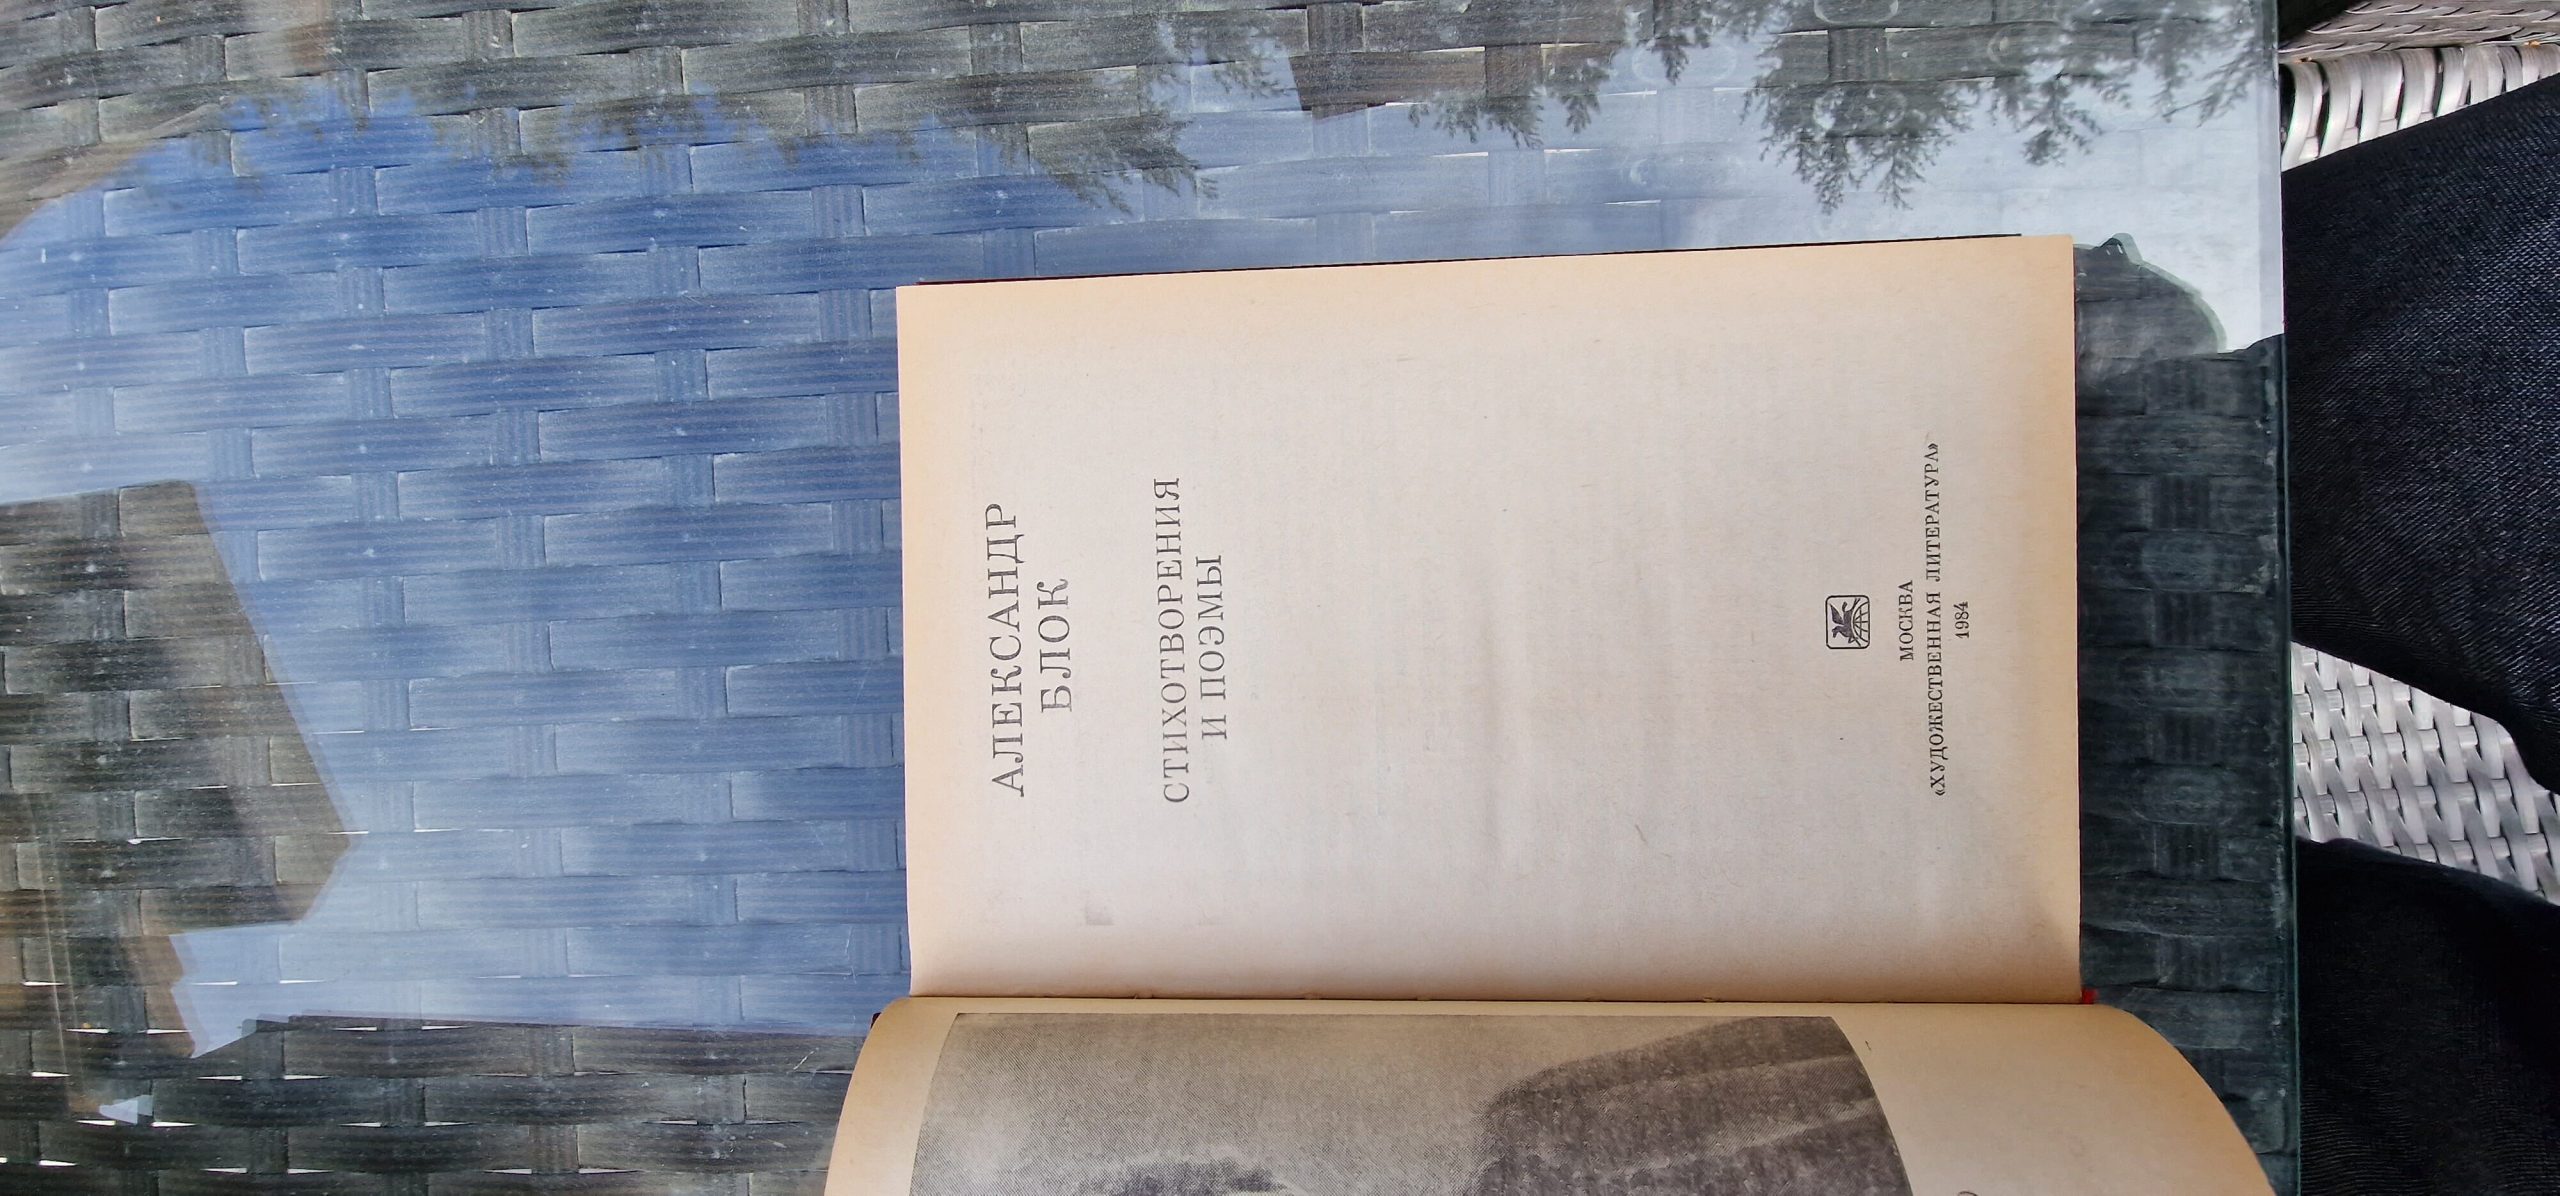 АЛЕКСАНДР
БЛОК
СТИХОТВОРЕНИЯ
И ПОЭМЫ
МОСКВА
«ХУДОЖЕСТВЕННАЯ ЛИТЕРАТУРА»
1984